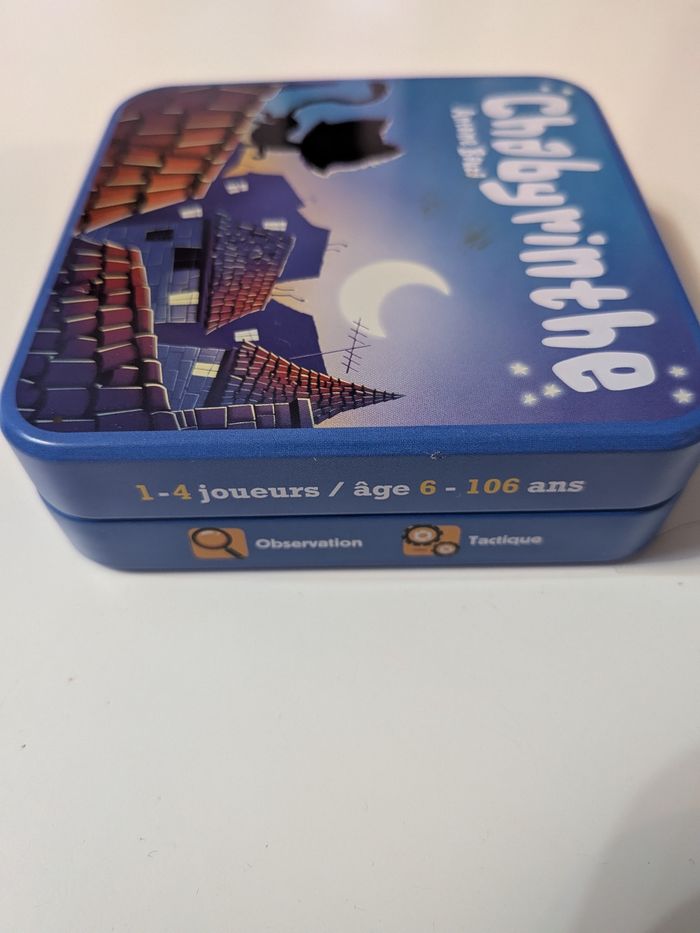 Chabyrinthe
1-4 joueurs / âge 6 - 106 ans
Observation Tactique